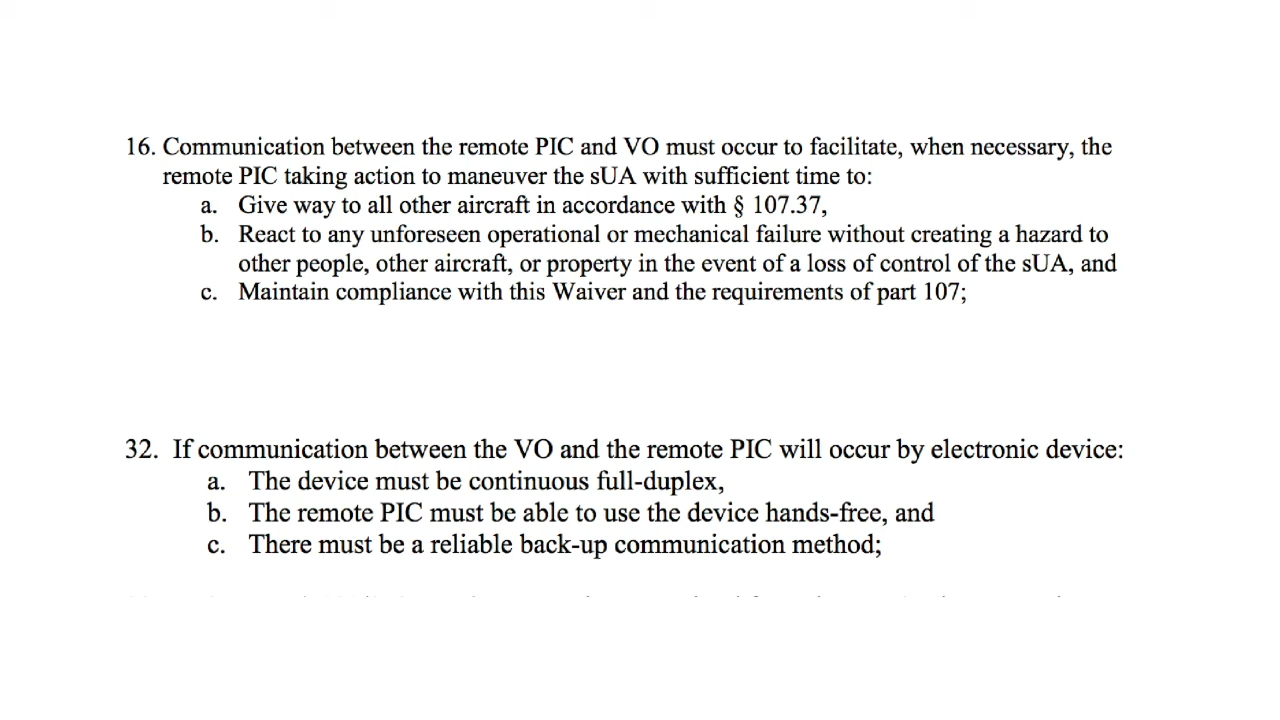 16. Communication between the remote PIC and VO must occur to facilitate, when necessary, the
remote PIC taking action to maneuver the sUA with sufficient time to:
a. Give way to all other aircraft in accordance with § 107.37,
b. React to any unforeseen operational or mechanical failure without creating a hazard to
other people, other aircraft, or property in the event of a loss of control of the sUA, and
c. Maintain compliance with this Waiver and the requirements of part 107;
32. If communication between the VO and the remote PIC will occur by electronic device:
a. The device must be continuous full-duplex,
b. The remote PIC must be able to use the device hands-free, and
c. There must be a reliable back-up communication method;